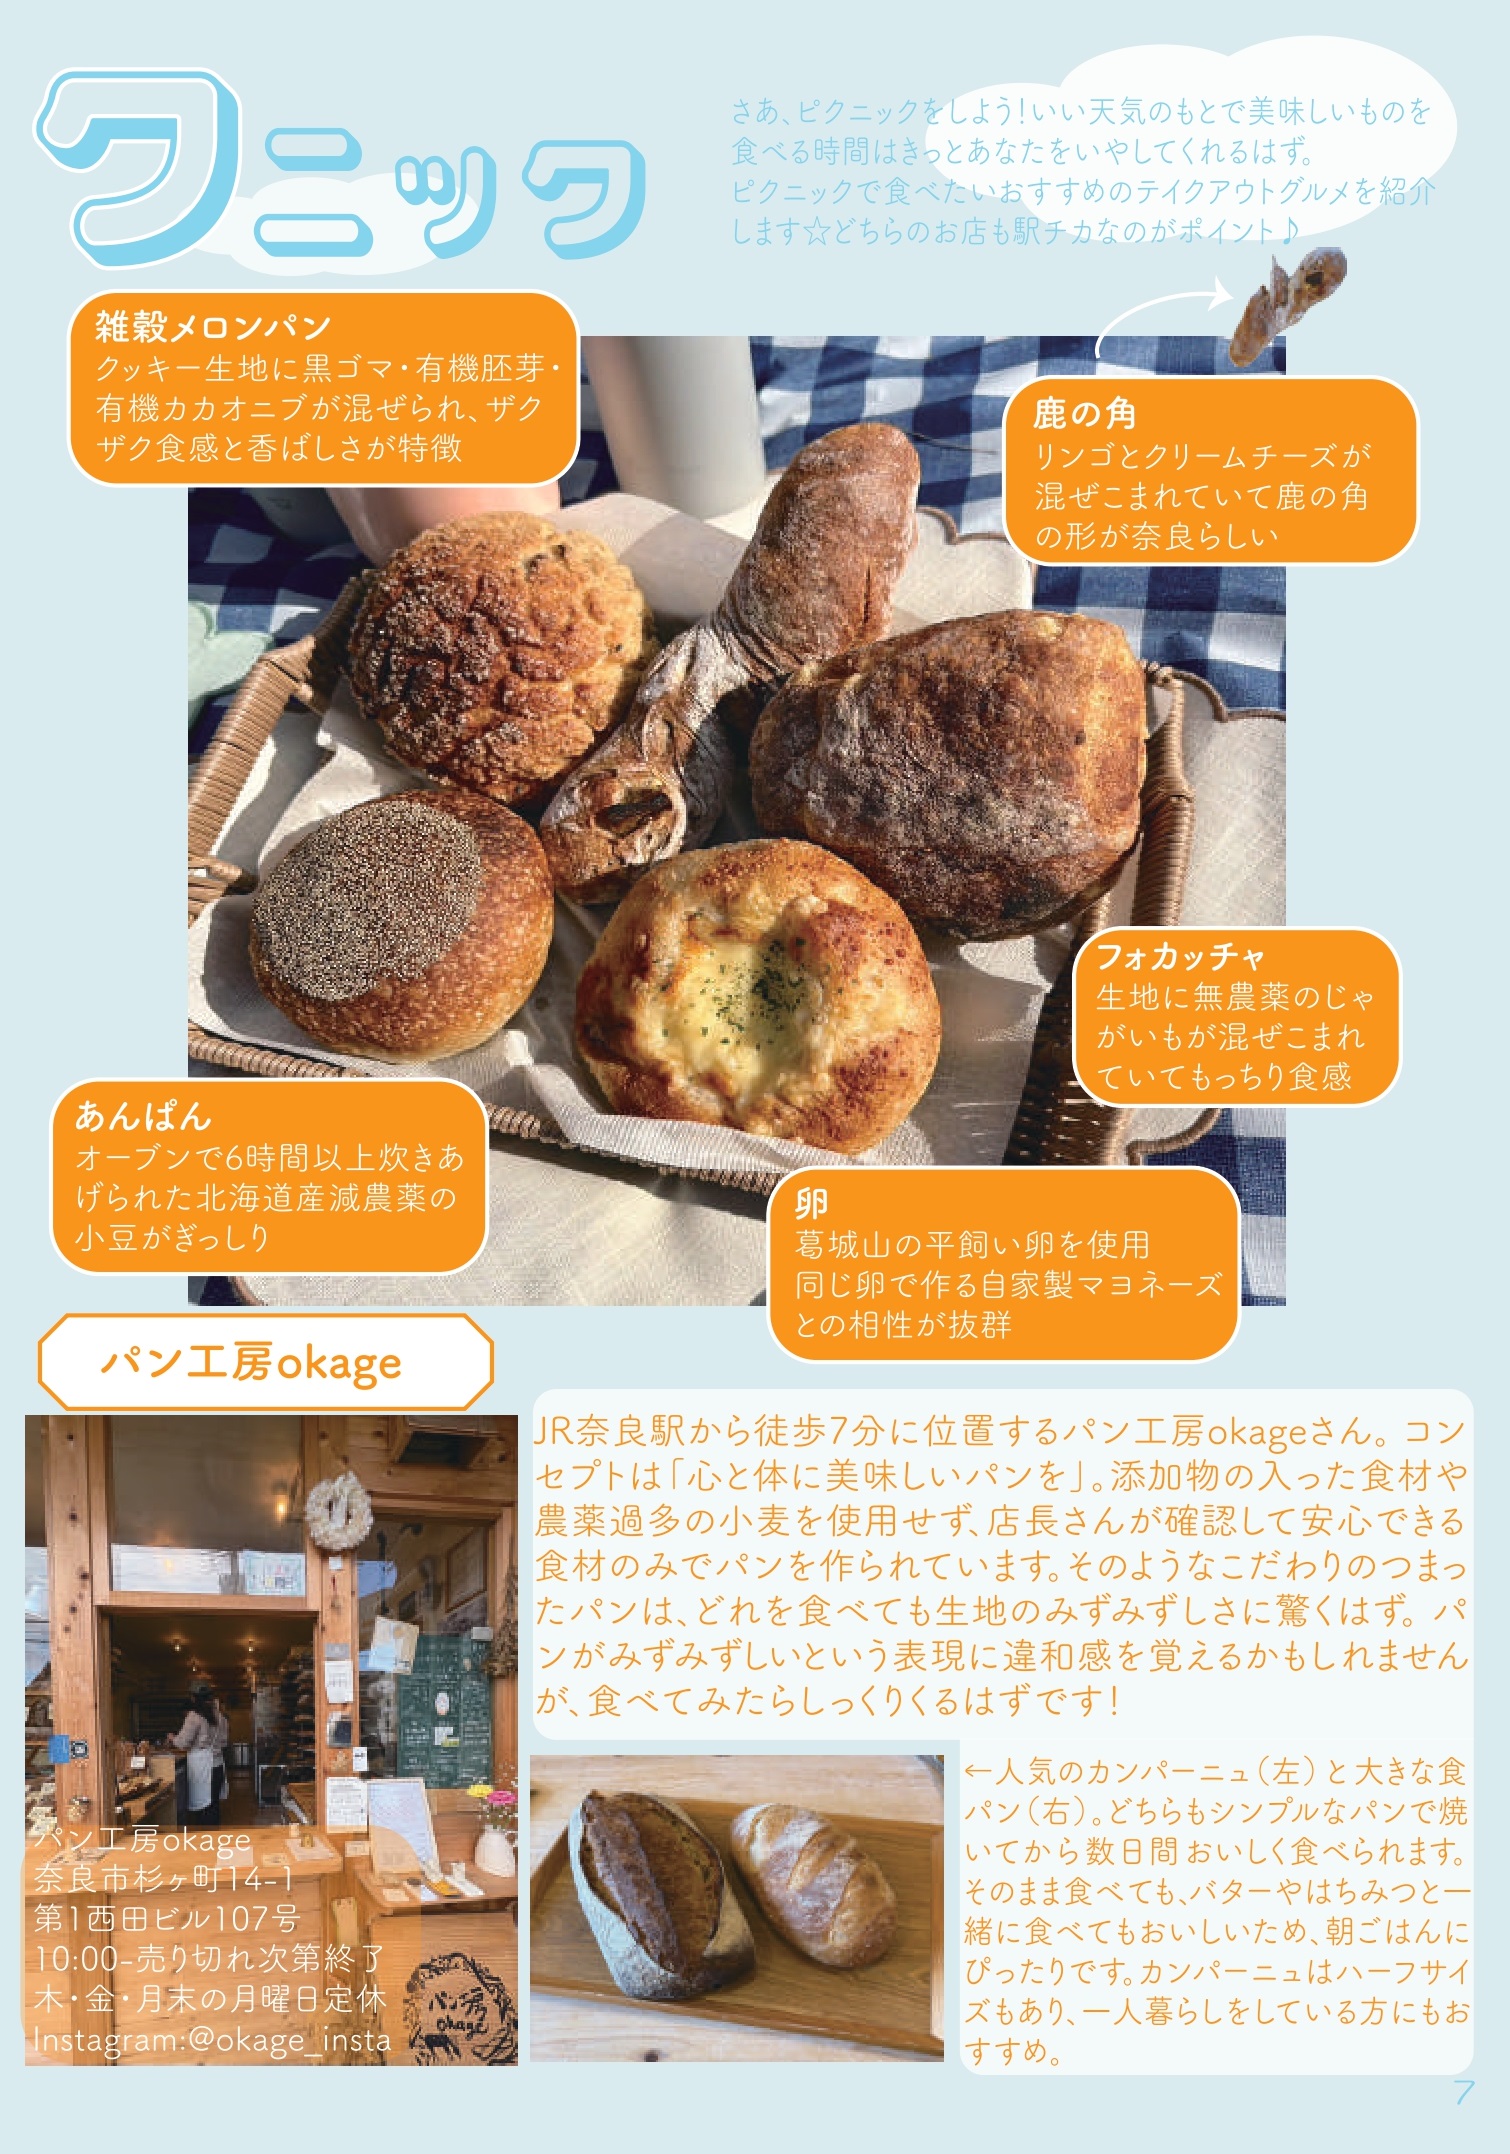 ワニック
さあ、ピクニックをしよう!いい天気のもとで美味しいものを
食べる時間はきっとあなたをいやしてくれるはず。
ピクニックで食べたいおすすめのテイクアウトグルメを紹介
します☆どちらのお店も駅チカなのがポイント♪
雑穀メロンパン
クッキー生地に黒ゴマ・有機胚芽・
有機カカオニブが混ぜられ、ザク
ザク食感と香ばしさが特徴
鹿の角
リンゴとクリームチーズが
混ぜこまれていて鹿の角
の形が奈良らしい
フォカッチャ
生地に無農薬のじゃ
がいもが混ぜこまれ
ていてもっちり食感
あんぱん
オーブンで6時間以上炊きあ
げられた北海道産減農薬の
小豆がぎっしり
卵
葛城山の平飼い卵を使用
同じ卵で作る自家製マヨネーズ
との相性が抜群
パン工房okage
JR奈良駅から徒歩7分に位置するパン工房okageさん。コン
セプトは「心と体に美味しいパンを」。添加物の入った食材や
農薬過多の小麦を使用せず、店長さんが確認して安心できる
食材のみでパンを作られています。そのようなこだわりのつまっ
たパンは、どれを食べても生地のみずみずしさに驚くはず。パ
ンがみずみずしいという表現に違和感を覚えるかもしれません
が、食べてみたらしっくりくるはずです!
←人気のカンパーニュ(左)と大きな食
パン(右)。どちらもシンプルなパンで焼
いてから数日間おいしく食べられます。
そのまま食べても、バターやはちみつと一
緒に食べてもおいしいため、朝ごはんに
ぴったりです。カンパーニュはハーフサイ
ズもあり、一人暮らしをしている方にもお
すすめ。
パン工房okage
奈良市杉ヶ町14-1
第1西田ビル107号
10:00-売り切れ次第終了
木・金・月末の月曜日定休
Instagram:@okage_insta
パン工房
okage
7